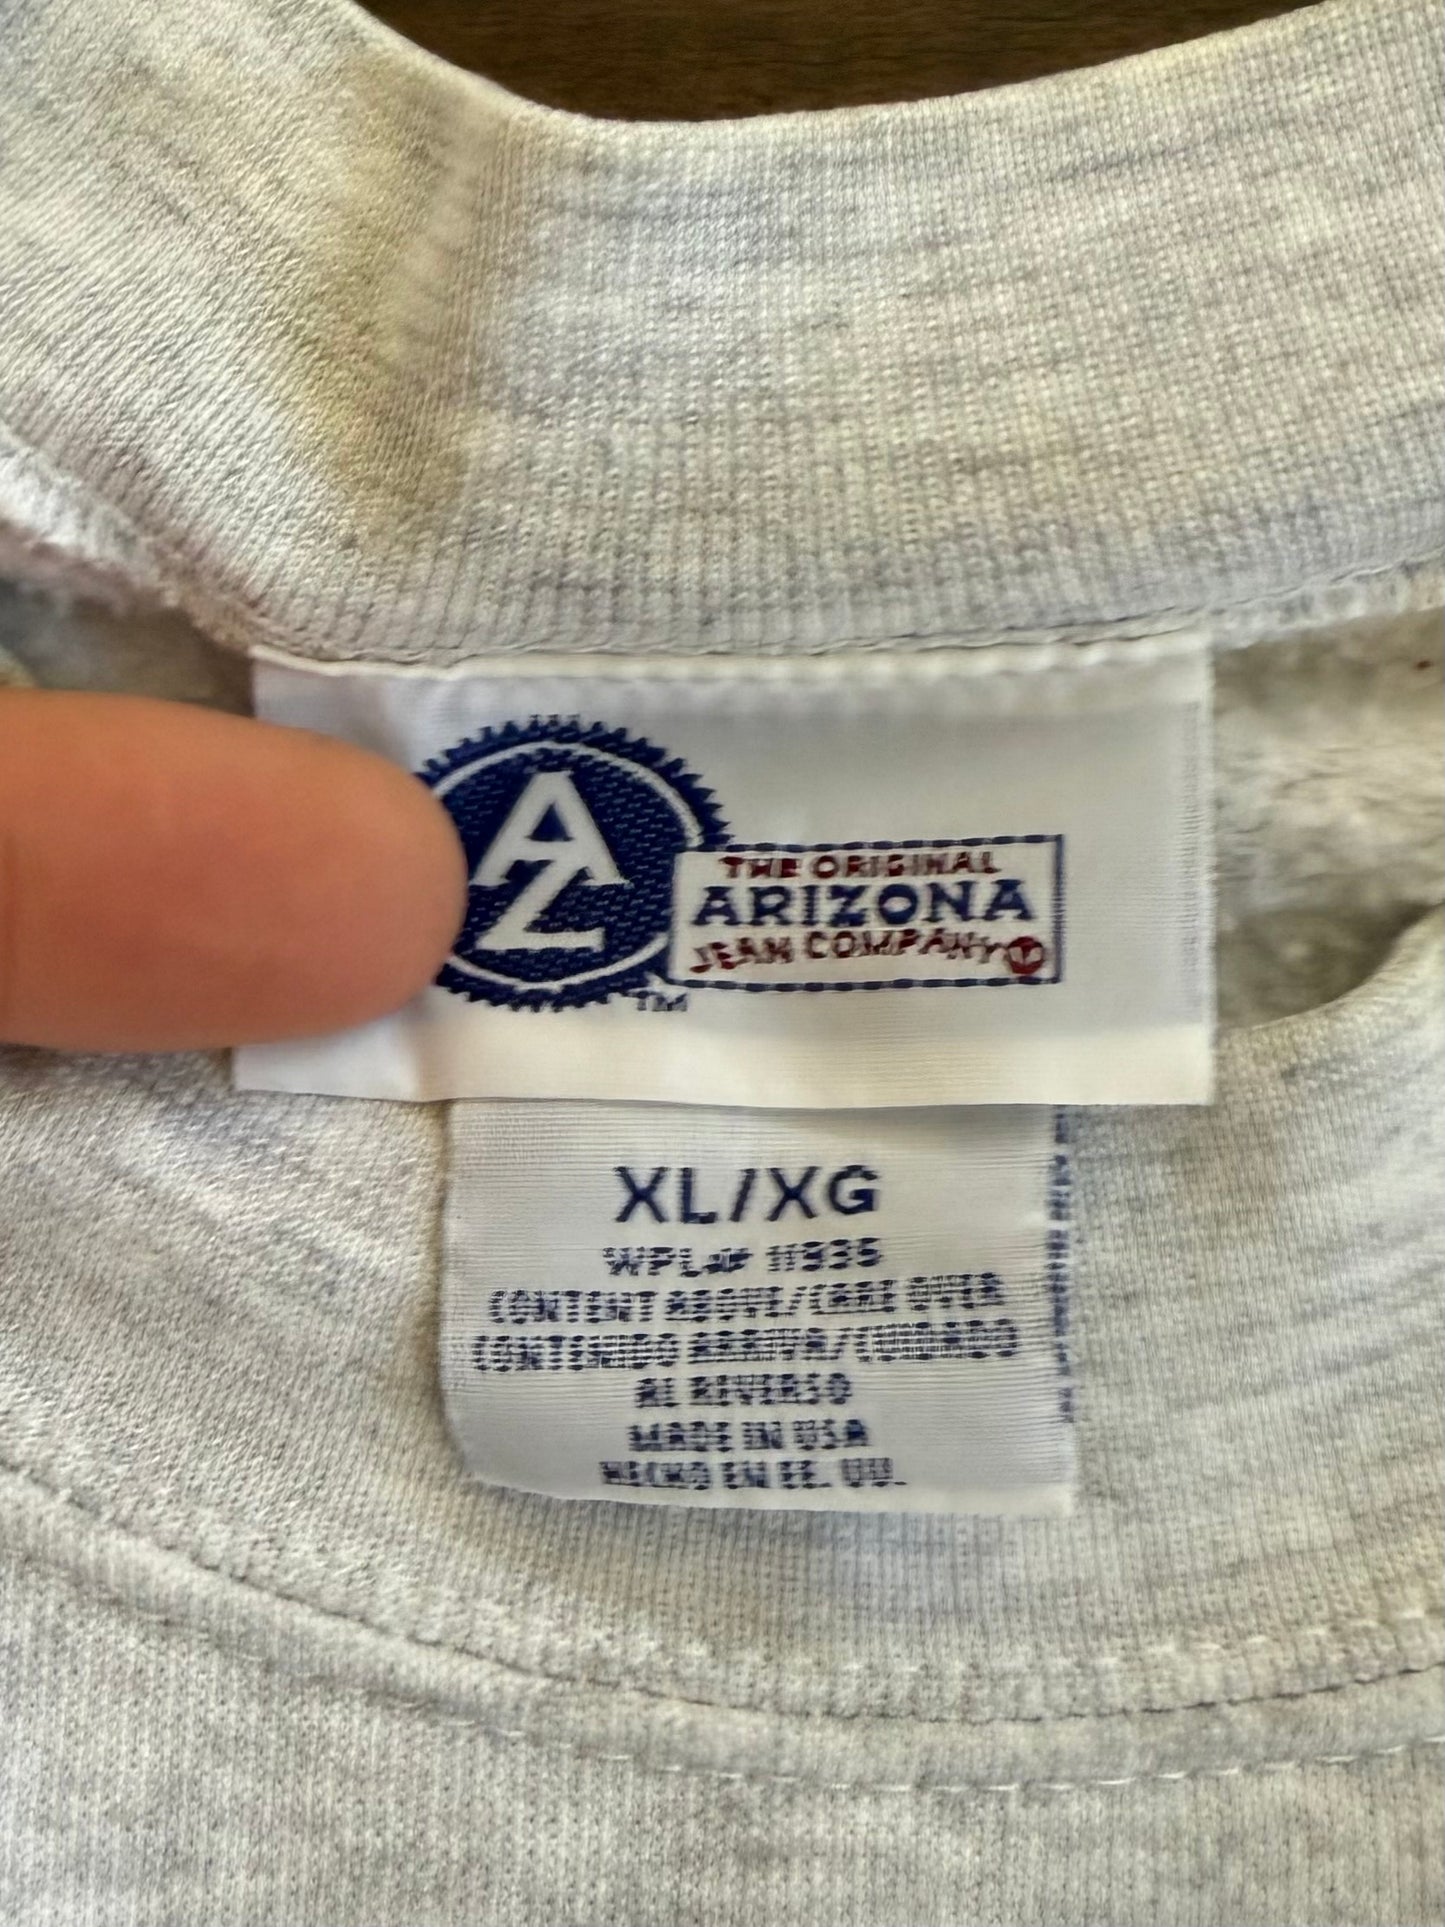 AZ
THE ORIGINAL
ARIZONA
JEAN COMPANY
TM
XL/XG
WPL# 11935
CONTENT ABOVE/CARE OVER
CONTENIDO ARRIVA/CUIDADO
AL REVERSO
MADE IN USA
HECHO EN EE. UU.